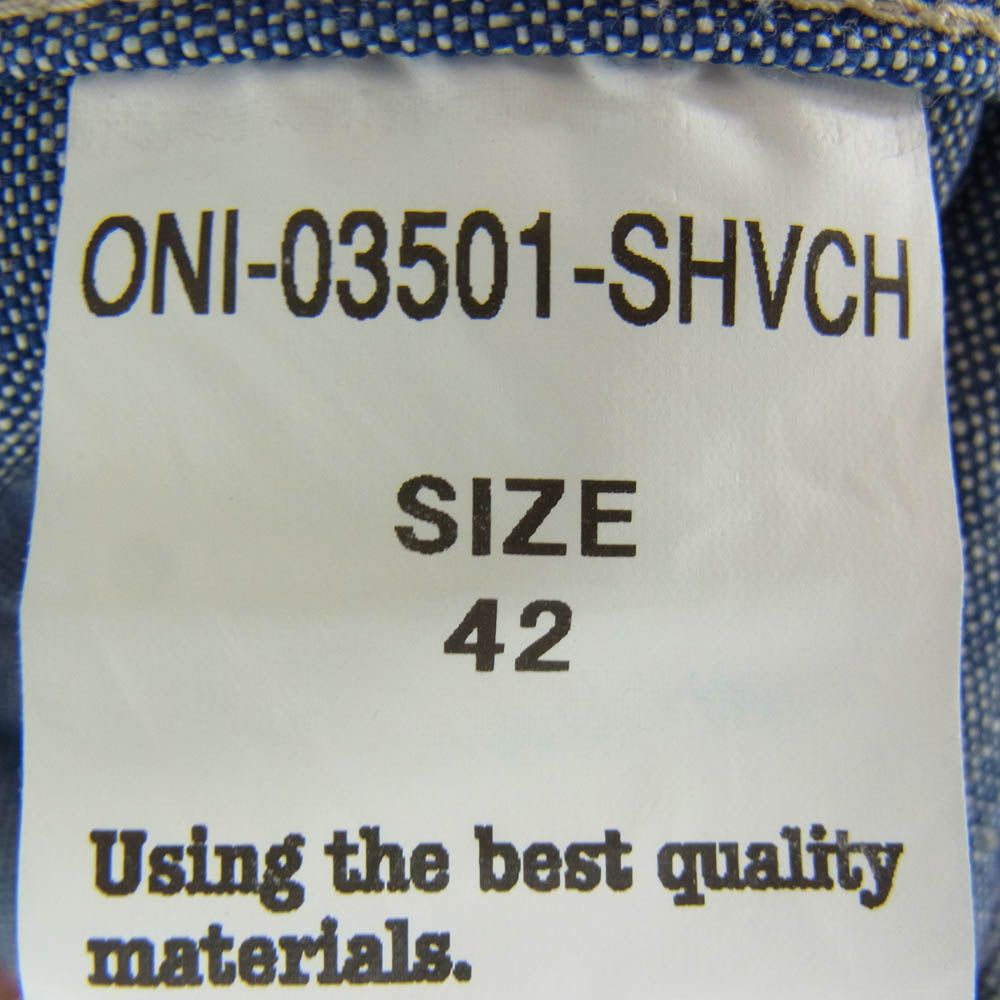 ONI-03501-SHVCH
SIZE
42
Using the best quality
materials.